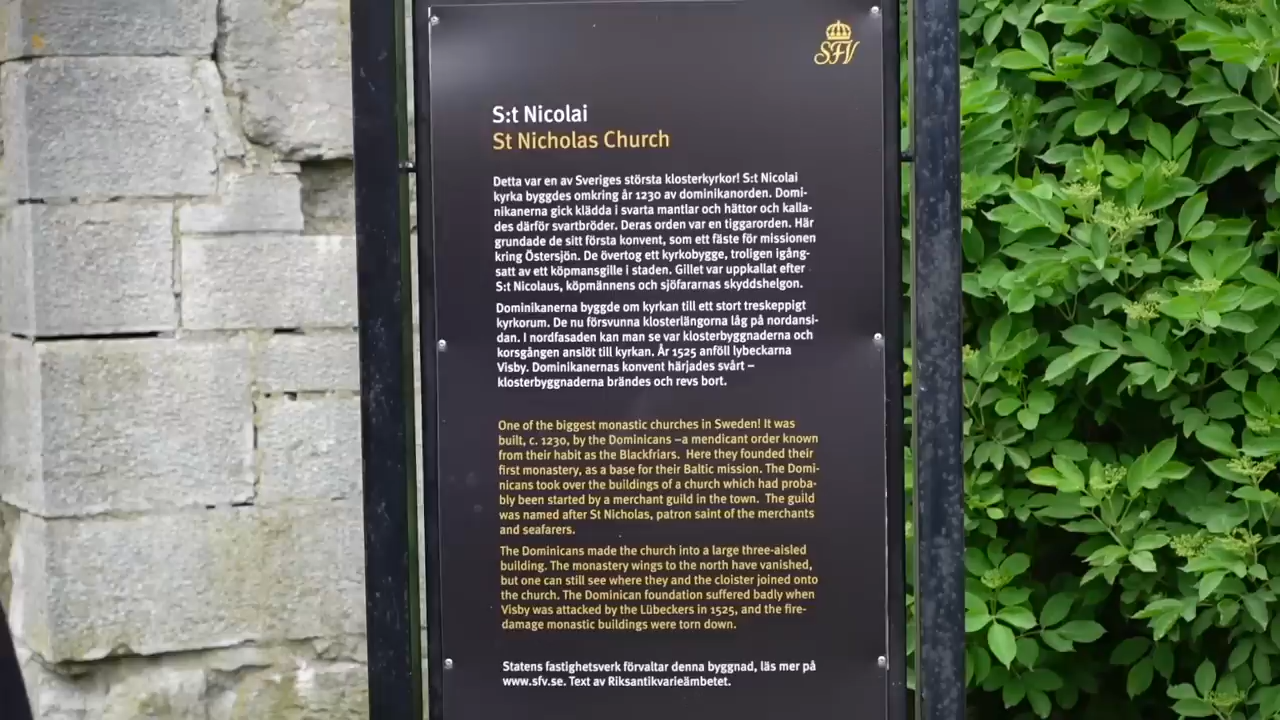 SFV
S:t Nicolai
St Nicholas Church
Detta var en av Sveriges största klosterkyrkor! S:t Nicolai
kyrka byggdes omkring år 1230 av dominikanorden. Domi-
nikanerna gick klädda i svarta mantlar och hättor och kalla-
des därför svartbröder. Deras orden var en tiggarorden. Här
grundade de sitt första konvent, som ett fäste för missionen
kring Östersjön. De övertog ett kyrkobygge, troligen igång-
satt av ett köpmansgille i staden. Gillet var uppkallat efter
S:t Nicolaus, köpmännens och sjöfararnas skyddshelgon.
Dominikanerna byggde om kyrkan till ett stort treskeppigt
kyrkorum. De nu försvunna klosterlängorna låg på nordansi-
dan. I nordfasaden kan man se var klosterbyggnaderna och
korsgången anslöt till kyrkan. År 1525 anföll lybeckarna
Visby. Dominikanernas konvent härjades svårt –
klosterbyggnaderna brändes och revs bort.
One of the biggest monastic churches in Sweden! It was
built, c. 1230, by the Dominicans –a mendicant order known
from their habit as the Blackfriars. Here they founded their
first monastery, as a base for their Baltic mission. The Domi-
nicans took over the buildings of a church which had proba-
bly been started by a merchant guild in the town. The guild
was named after St Nicholas, patron saint of the merchants
and seafarers.
The Dominicans made the church into a large three-aisled
building. The monastery wings to the north have vanished,
but one can still see where they and the cloister joined onto
the church. The Dominican foundation suffered badly when
Visby was attacked by the Lübeckers in 1525, and the fire-
damage monastic buildings were torn down.
Statens fastighetsverk förvaltar denna byggnad, läs mer på
www.sfv.se. Text av Riksantikvarieämbetet.